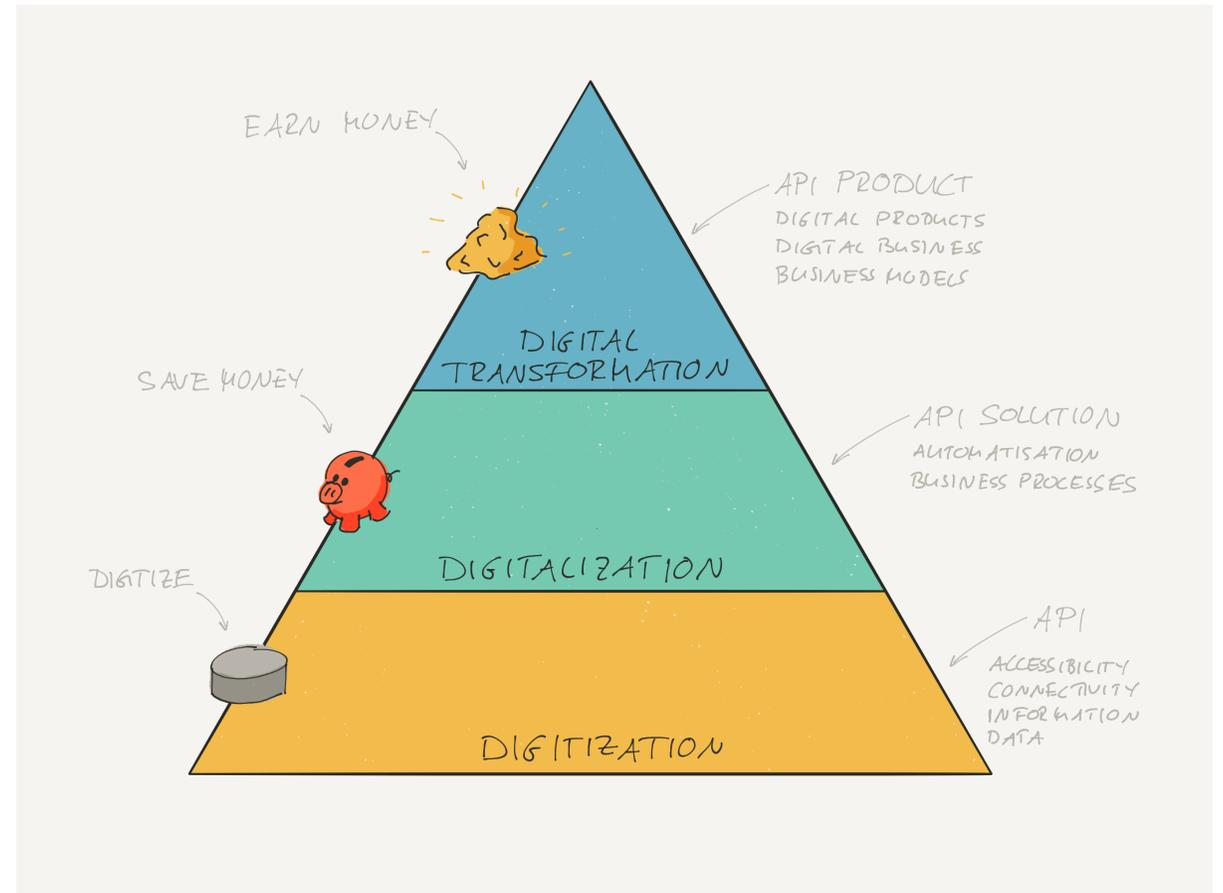 EARN MONEY
API PRODUCT
DIGITAL PRODUCTS
DIGITAL BUSINESS
BUSINESS MODELS
DIGITAL
TRANSFORMATION
SAVE MONEY
API SOLUTION
AUTOMATISATION
BUSINESS PROCESSES
DIGITALIZATION
DIGITIZE
API
ACCESSIBILITY
CONNECTIVITY
INFORMATION
DATA
DIGITIZATION